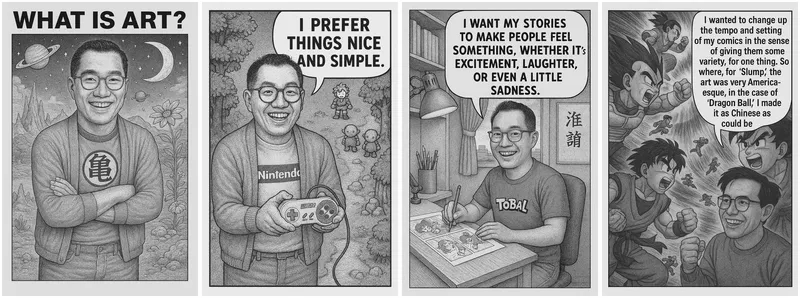 WHAT IS ART?
亀
I PREFER
THINGS NICE
AND SIMPLE.
Nintendo
I WANT MY STORIES
TO MAKE PEOPLE FEEL
SOMETHING, WHETHER IT's
EXCITEMENT, LAUGHTER,
OR EVEN A LITTLE
SADNESS.
TOBAL
I wanted to change up
the tempo and setting
of my comics in the sense
of giving them some
variety, for one thing. So
where, for 'Slump,' the
art was very America-
esque, in the case of
'Dragon Ball,' I made
it as Chinese as
could be